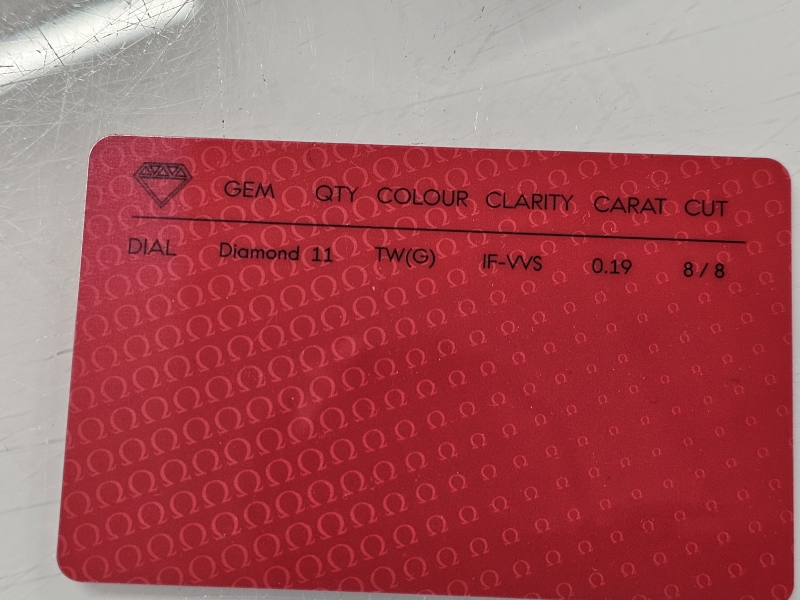 GEM QTY COLOUR CLARITY CARAT CUT
DIAL Diamond 11 TW(G) IF-VVS 0.19 8/8